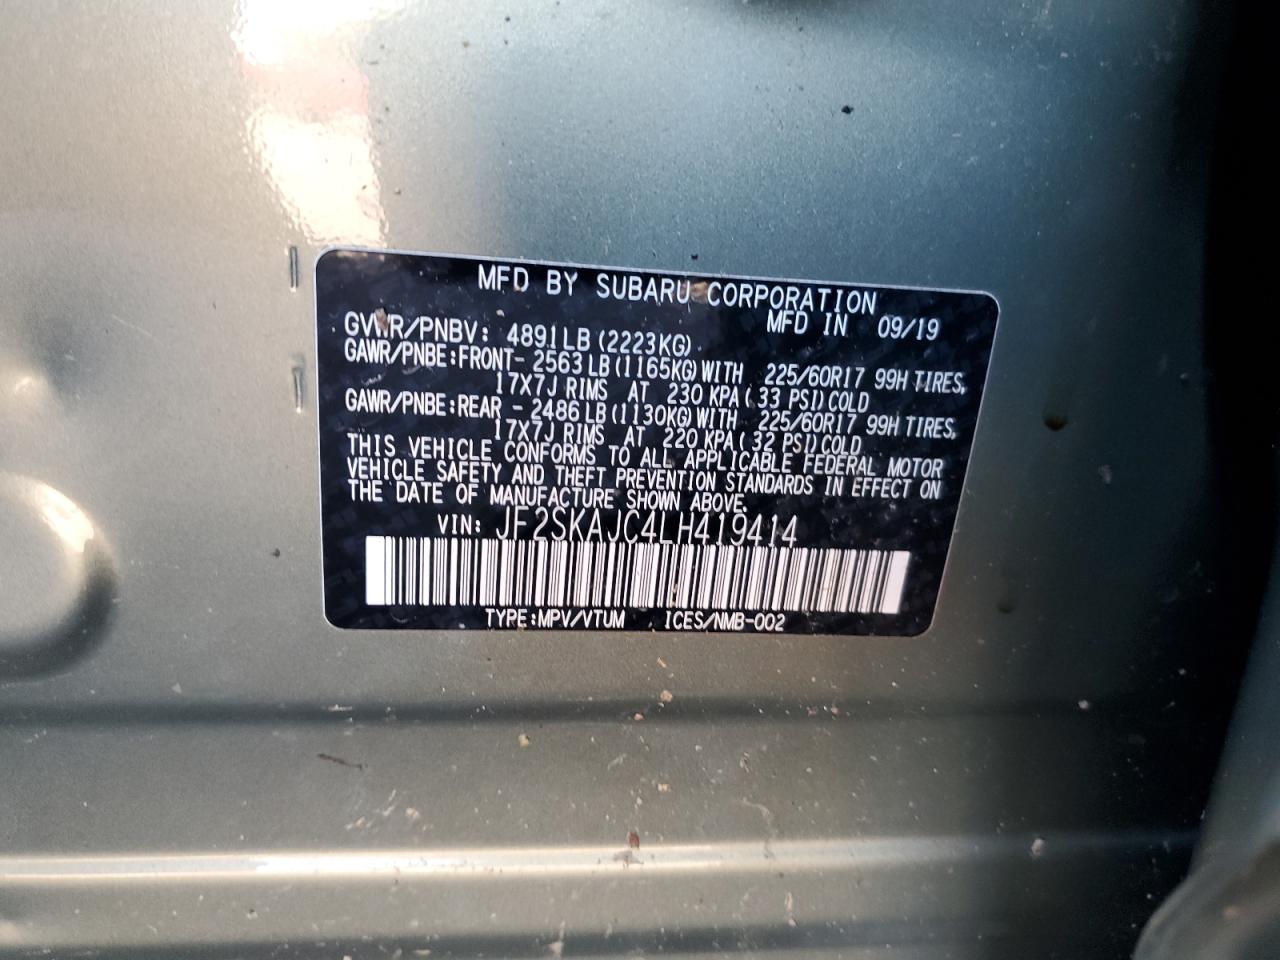 MFD BY SUBARU CORPORATION
MFD IN 09/19
GVWR/PNBV: 4891LB (2223KG)
GAWR/PNBE:FRONT- 2563LB (1165KG) WITH 225/60R17 99H TIRES,
17X7J RIMS AT 230 KPA ( 33 PSI) COLD
GAWR/PNBE:REAR - 2486LB (1130KG) WITH 225/60R17 99H TIRES,
17X7J RIMS AT 220 KPA ( 32 PSI) COLD
THIS VEHICLE CONFORMS TO ALL APPLICABLE FEDERAL MOTOR
VEHICLE SAFETY AND THEFT PREVENTION STANDARDS IN EFFECT ON
THE DATE OF MANUFACTURE SHOWN ABOVE.
VIN: JF2SKAJC4LH419414
TYPE:MPV/VTUM ICES/NMB-002